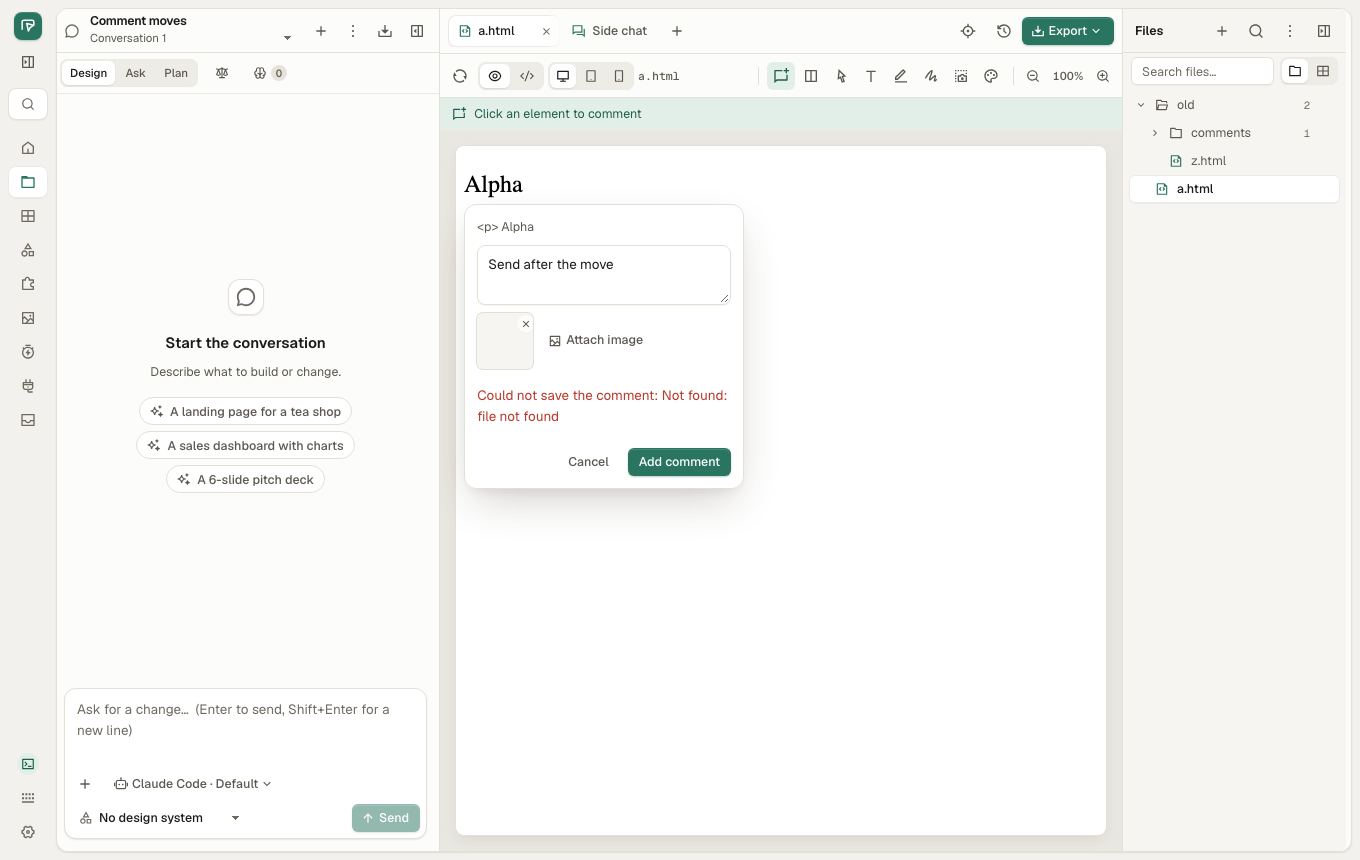 Comment moves
Conversation 1
Design
Ask
Plan
0
Start the conversation
Describe what to build or change.
A landing page for a tea shop
A sales dashboard with charts
A 6-slide pitch deck
Ask for a change… (Enter to send, Shift+Enter for a
new line)
Claude Code · Default
No design system
Send
a.html
Side chat
Export
a.html
100%
Click an element to comment
Alpha
<p> Alpha
Send after the move
Attach image
Could not save the comment: Not found:
file not found
Cancel
Add comment
Files
Search files…
old
2
comments
1
z.html
a.html